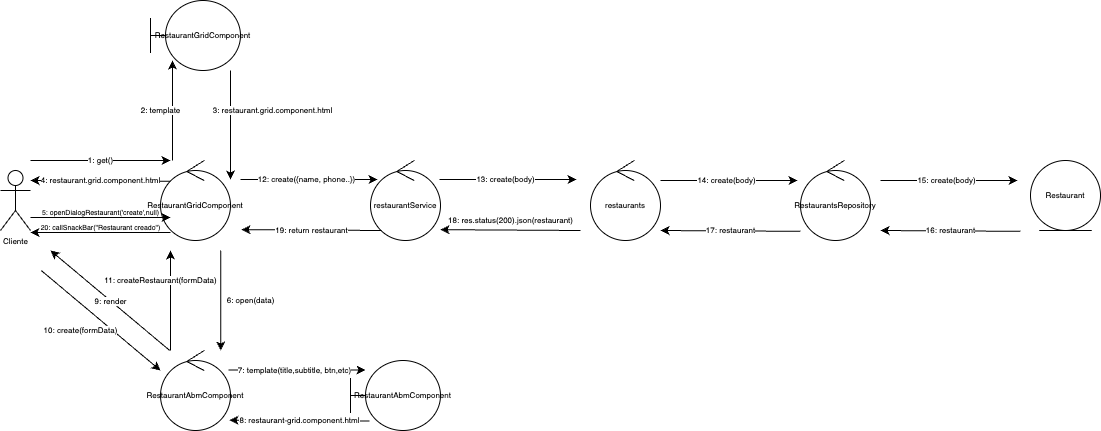 RestaurantGridComponent
2: template
3: restaurant.grid.component.html
1: get()
4: restaurant.grid.component.html
12: create({name, phone..})
13: create(body)
14: create(body)
15: create(body)
RestaurantGridComponent
restaurantService
restaurants
RestaurantsRepository
Restaurant
5: openDialogRestaurant('create',null)
20: callSnackBar("Restaurant creado")
18: res.status(200).json(restaurant)
19: return restaurant
17: restaurant
16: restaurant
Cliente
11: createRestaurant(formData)
9: render
6: open(data)
10: create(formData)
7: template(title,subtitle, btn,etc)
RestaurantAbmComponent
RestaurantAbmComponent
8: restaurant-grid.component.html